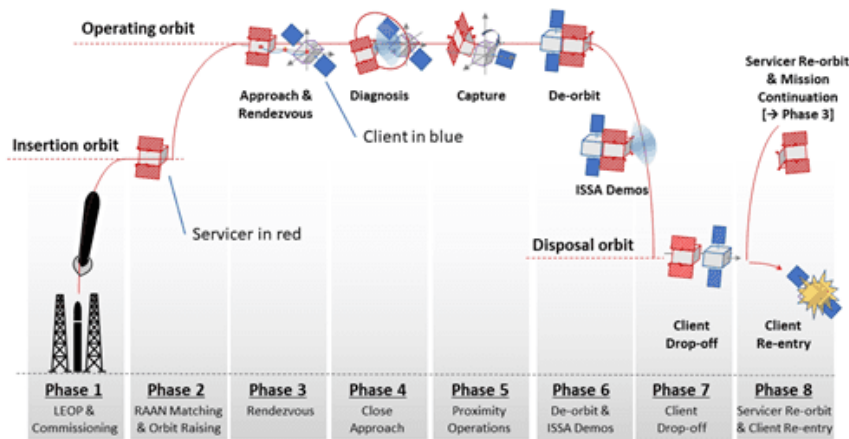 Operating orbit
Servicer Re-orbit
& Mission
Continuation
[→ Phase 3]
Approach &
Rendezvous
Diagnosis
Capture
De-orbit
Client in blue
Insertion orbit
ISSA Demos
Servicer in red
Disposal orbit
Client
Drop-off
Client
Re-entry
Phase 1
LEOP &
Commissioning
Phase 2
RAAN Matching
& Orbit Raising
Phase 3
Rendezvous
Phase 4
Close
Approach
Phase 5
Proximity
Operations
Phase 6
De-orbit &
ISSA Demos
Phase 7
Client
Drop-off
Phase 8
Servicer Re-orbit
& Client Re-entry